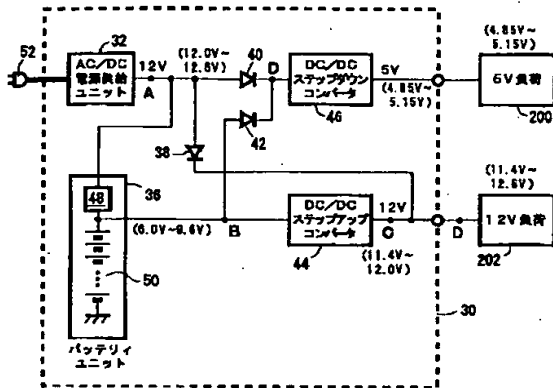 52
32
AC/DC
電源供給
ユニット
12V
A
(12.0V~
12.6V)
40
D
DC/DC
ステップダウン
コンバータ
46
5V
(4.85V~
5.15V)
(4.85V~
5.15V)
5V負荷
200
42
38
36
48
50
バッテリィ
ユニット
(6.0V~9.6V)
B
DC/DC
ステップアップ
コンバータ
44
12V
C
(11.4V~
12.0V)
D
(11.4V~
12.6V)
12V負荷
202
30